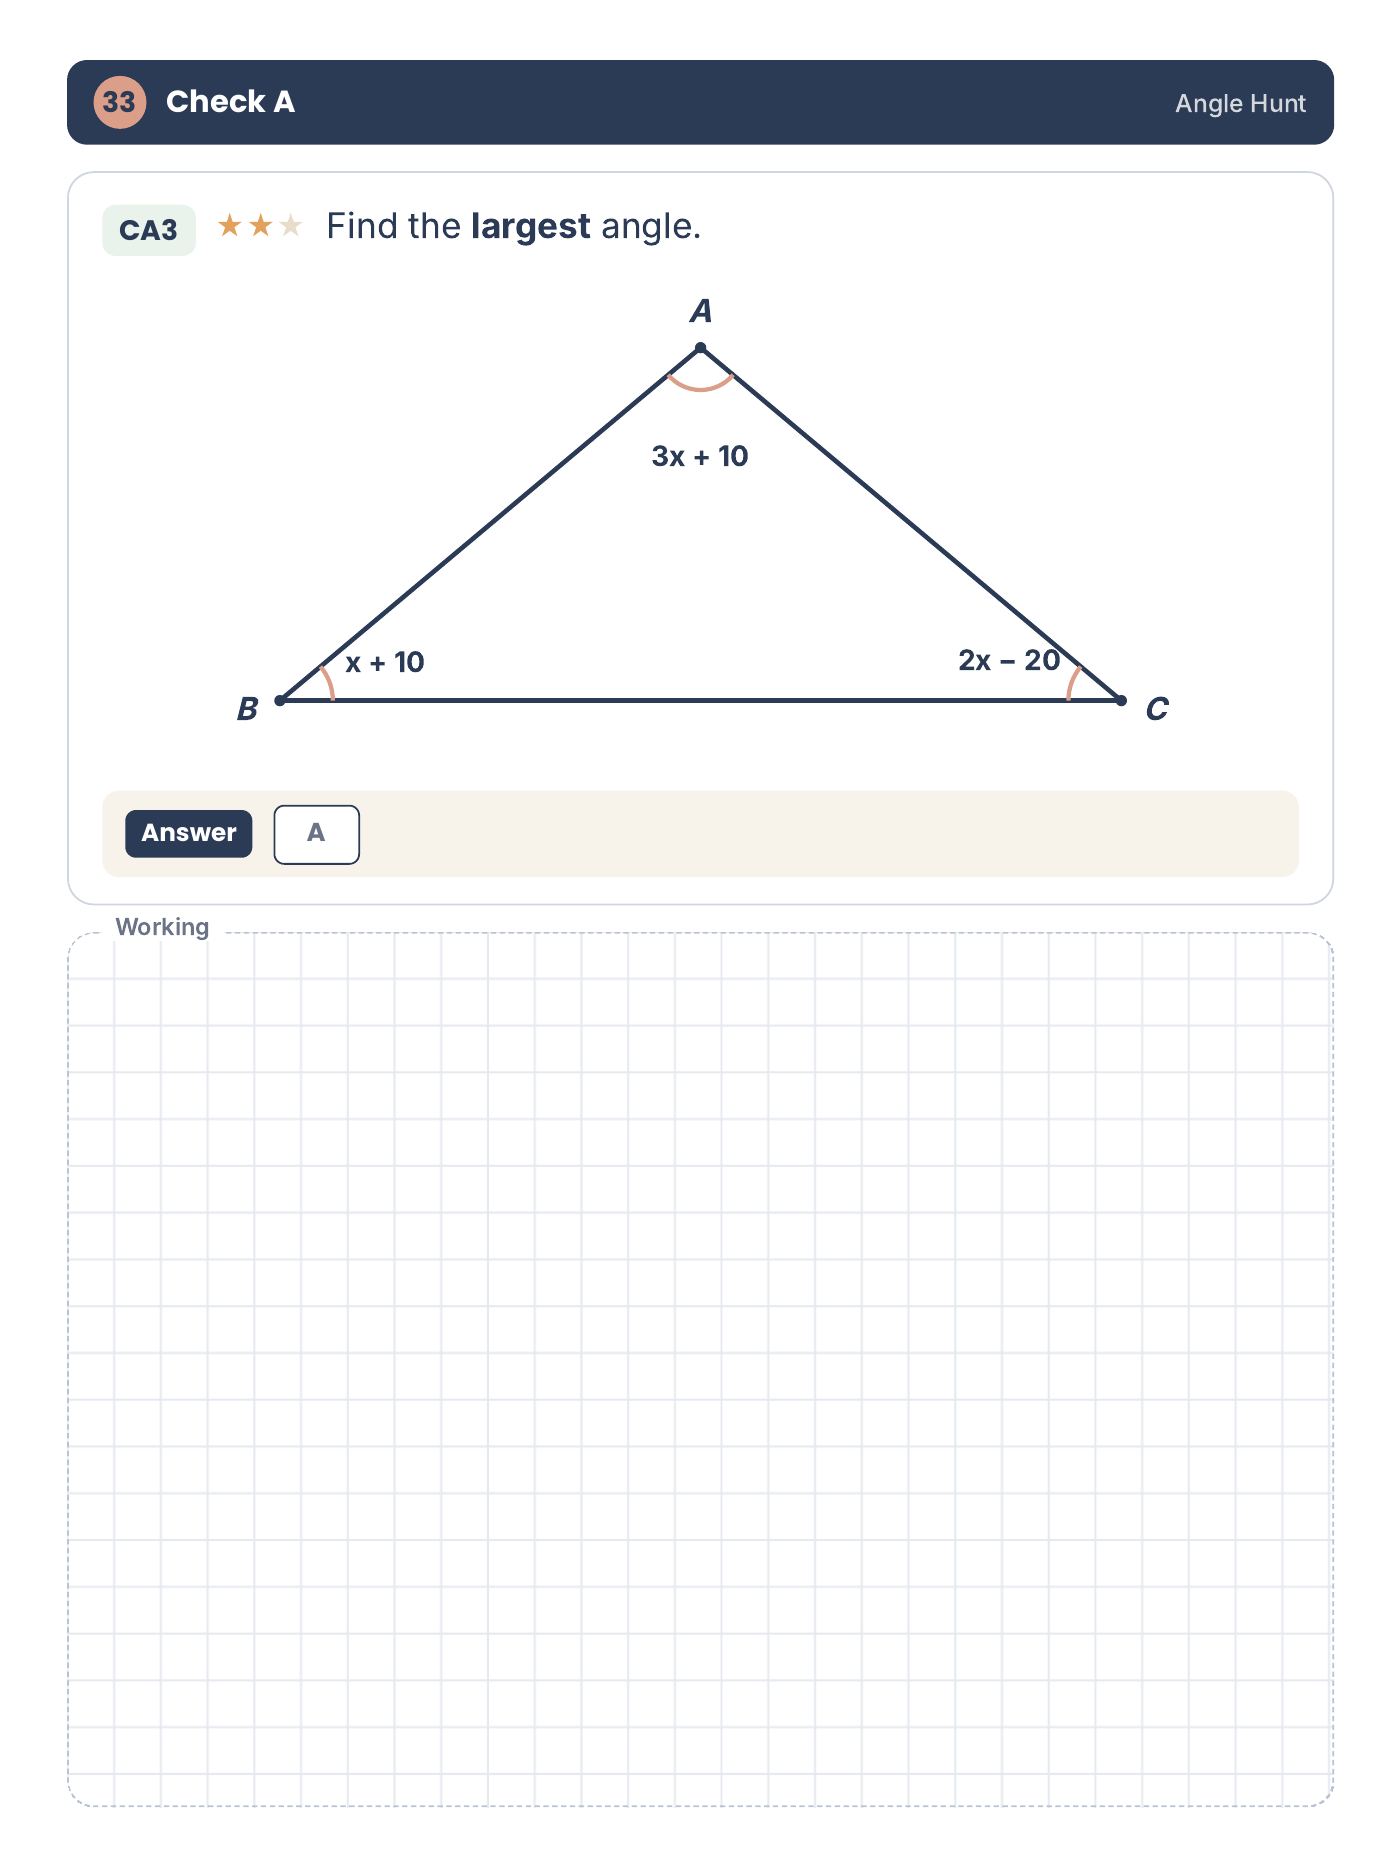 33 Check A Angle Hunt
CA3 ★★★ Find the largest angle.
A
3x + 10
x + 10 2x − 20
B C
Answer A
Working